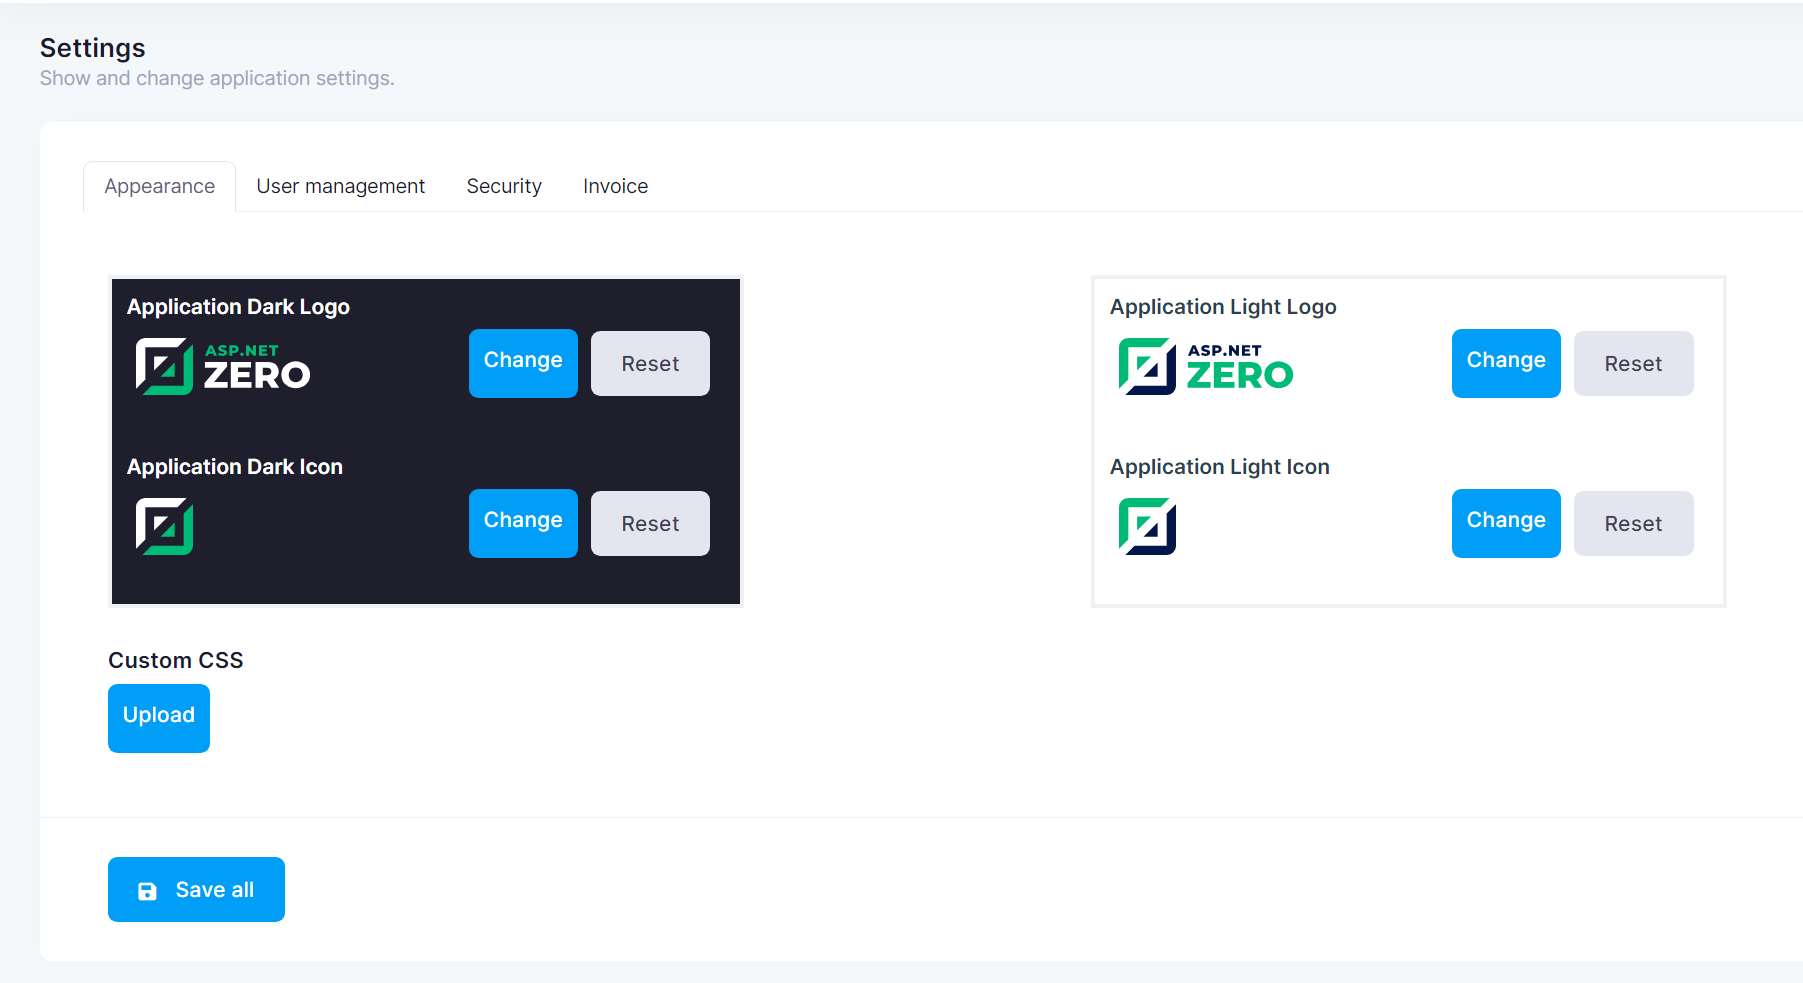 Settings
Show and change application settings.
Appearance User management Security Invoice
Application Dark Logo
ASP.NET
ZERO
Change Reset
Application Dark Icon
Change Reset
Application Light Logo
ASP.NET
ZERO
Change Reset
Application Light Icon
Change Reset
Custom CSS
Upload
Save all